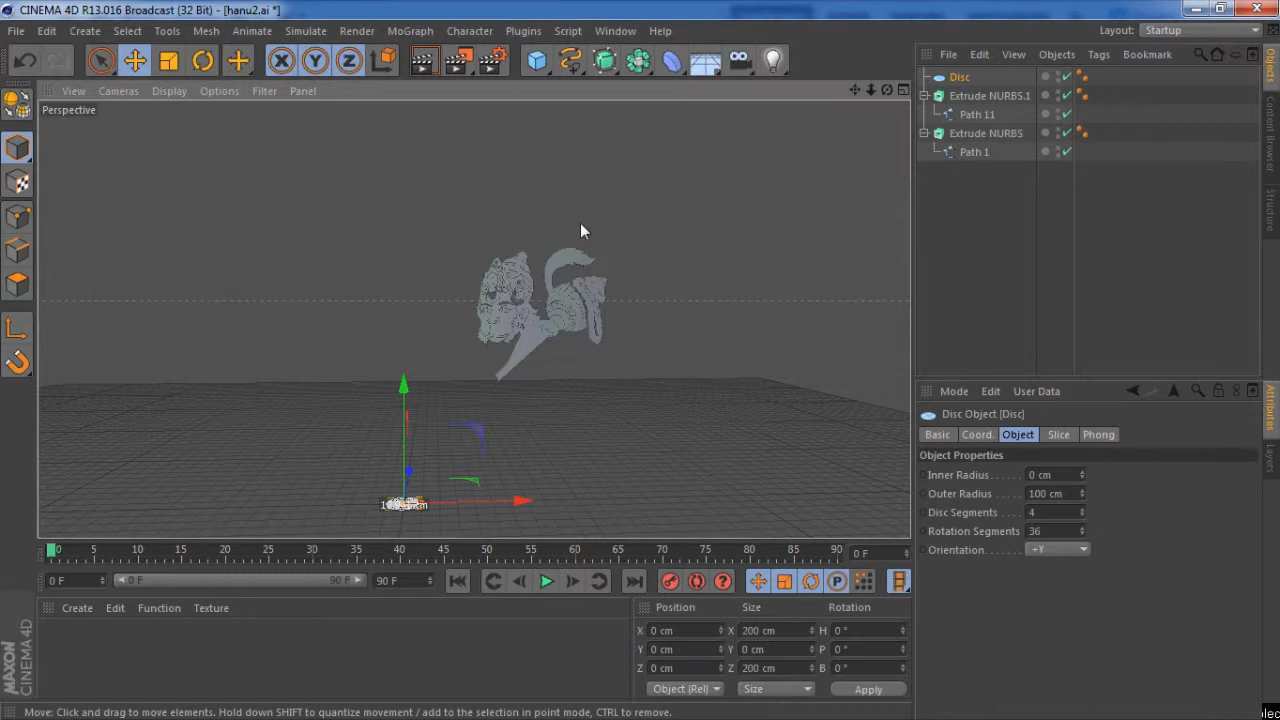 CINEMA 4D R13.016 Broadcast (32 Bit) - [hanu2.ai *]
File Edit Create Select Tools Mesh Animate Simulate Render MoGraph Character Plugins Script Window Help Layout: Startup
File Edit View Objects Tags Bookmark
View Cameras Display Options Filter Panel
Perspective
Disc
Extrude NURBS.1
Path 11
Extrude NURBS
Path 1
Objects
Content Browser
Structure
Mode Edit User Data
Disc Object [Disc]
Basic Coord. Object Slice Phong
Object Properties
Inner Radius 0 cm
Outer Radius 100 cm
Disc Segments 4
Rotation Segments 36
Orientation +Y
Attributes
Layers
0 5 10 15 20 25 30 35 40 45 50 55 60 65 70 75 80 85 90 0 F
0 F 0 F 90 F 90 F
Create Edit Function Texture
Position Size Rotation
X 0 cm X 200 cm H 0 °
Y 0 cm Y 0 cm P 0 °
Z 0 cm Z 200 cm B 0 °
Object (Rel) Size Apply
MAXON CINEMA 4D
Move: Click and drag to move elements. Hold down SHIFT to quantize movement / add to the selection in point mode, CTRL to remove.